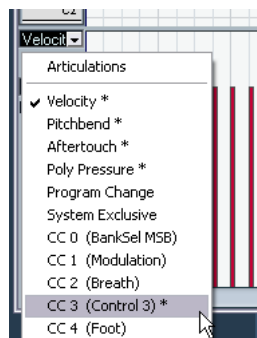 C2
Velocit
Articulations
Velocity *
Pitchbend *
Aftertouch *
Poly Pressure *
Program Change
System Exclusive
CC 0 (BankSel MSB)
CC 1 (Modulation)
CC 2 (Breath)
CC 3 (Control 3) *
CC 4 (Foot)